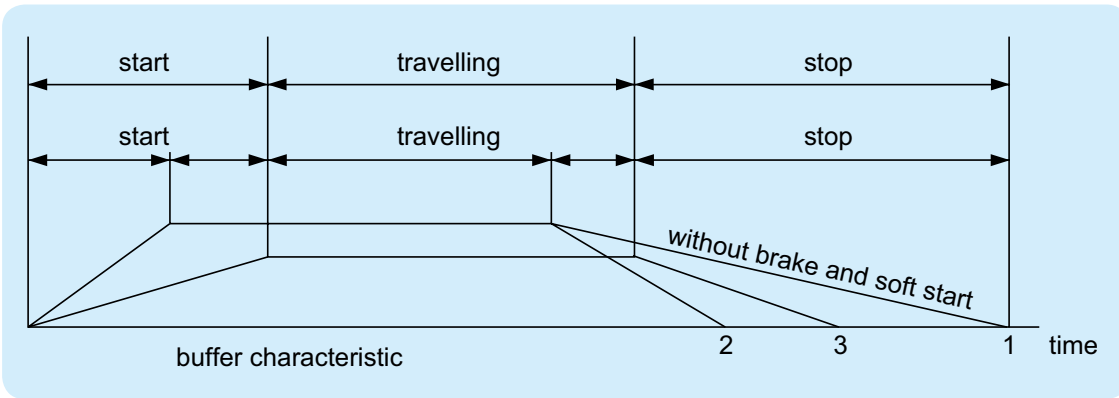 start travelling stop
start travelling stop
without brake and soft start
2 3 1 time
buffer characteristic